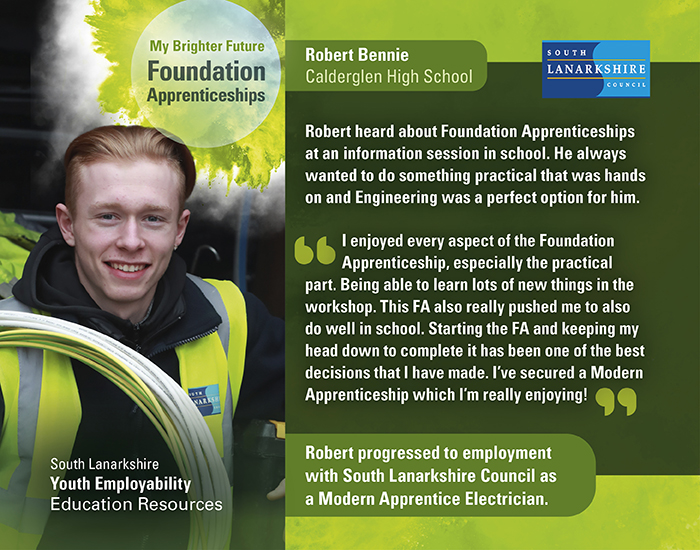 My Brighter Future
Foundation
Apprenticeships
Robert Bennie
Calderglen High School
SOUTH
LANARKSHIRE
COUNCIL
Robert heard about Foundation Apprenticeships
at an information session in school. He always
wanted to do something practical that was hands
on and Engineering was a perfect option for him.
“ I enjoyed every aspect of the Foundation
Apprenticeship, especially the practical
part. Being able to learn lots of new things in the
workshop. This FA also really pushed me to also
do well in school. Starting the FA and keeping my
head down to complete it has been one of the best
decisions that I have made. I’ve secured a Modern
Apprenticeship which I’m really enjoying! ”
SOUTH
South Lanarkshire
Youth Employability
Education Resources
Robert progressed to employment
with South Lanarkshire Council as
a Modern Apprentice Electrician.